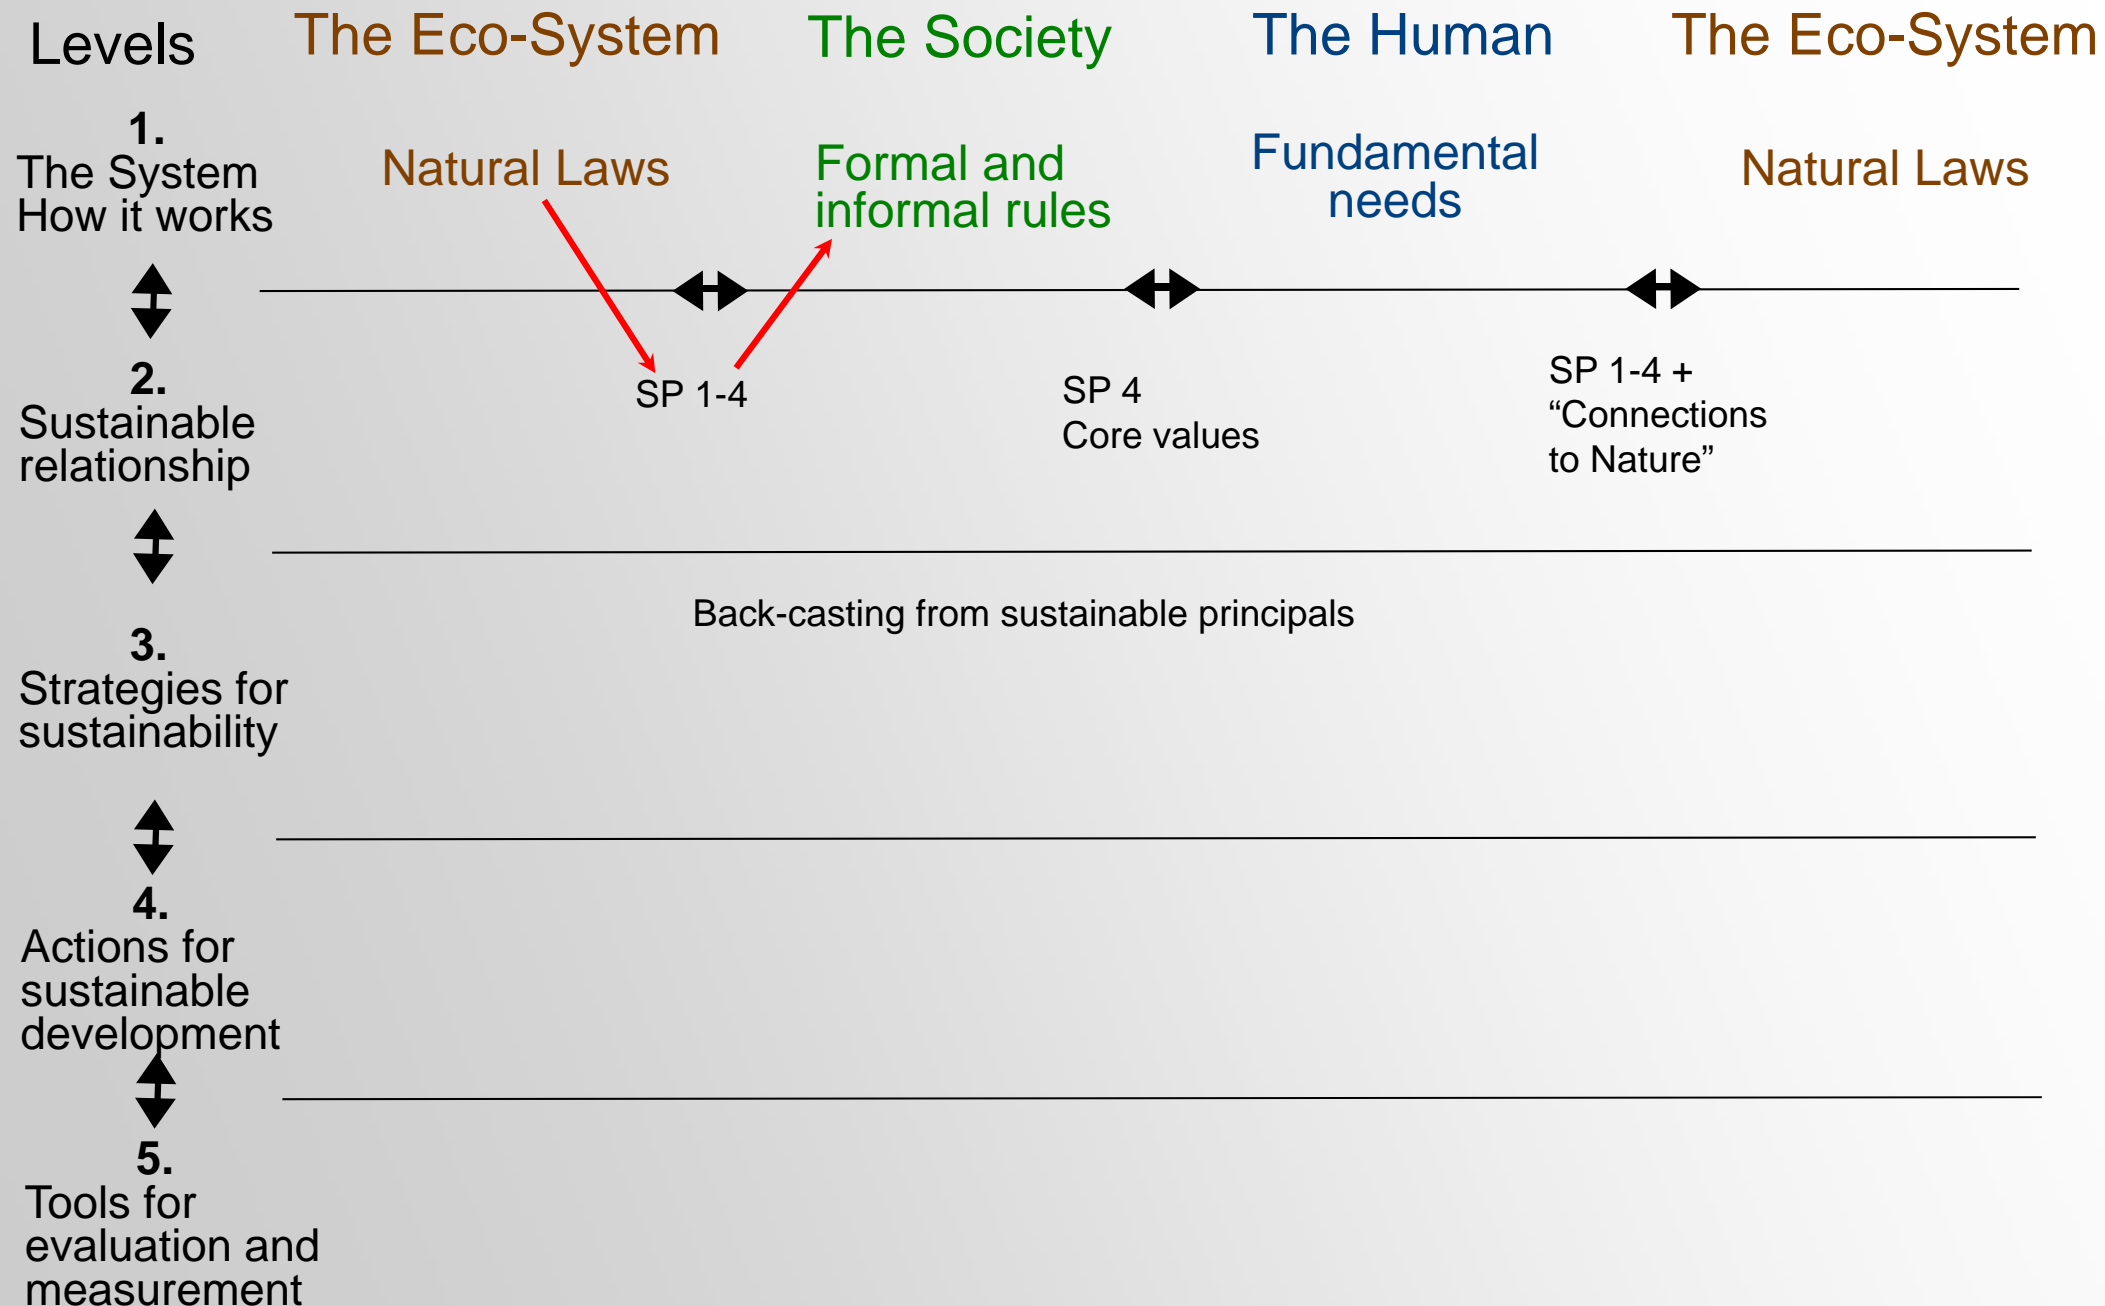 Levels
The Eco-System
The Society
The Human
The Eco-System
1.
The System
How it works
Natural Laws
Formal and
informal rules
Fundamental
needs
Natural Laws
2.
Sustainable
relationship
SP 1-4
SP 4
Core values
SP 1-4 +
“Connections
to Nature”
3.
Strategies for
sustainability
Back-casting from sustainable principals
4.
Actions for
sustainable
development
5.
Tools for
evaluation and
measurement